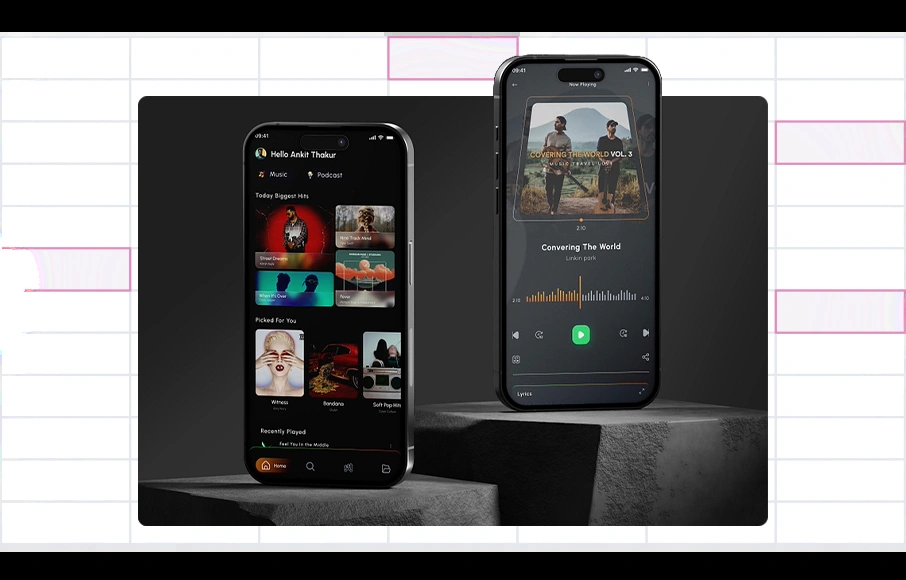 09:41
Hello Ankit Thakur
Music
Podcast
Today Biggest Hits
Street Dreams
Nine Track Mind
When It's Over
Picked For You
Witness
Bandana
Soft Pop Hits
Recently Played
Feel You In the Middle
Home
09:41
Now Playing
COVERING THE WORLD VOL. 3
MUSIC TRAVEL LOVE
2:10
Convering The World
Linkin park
2:10
4:10
Lyrics